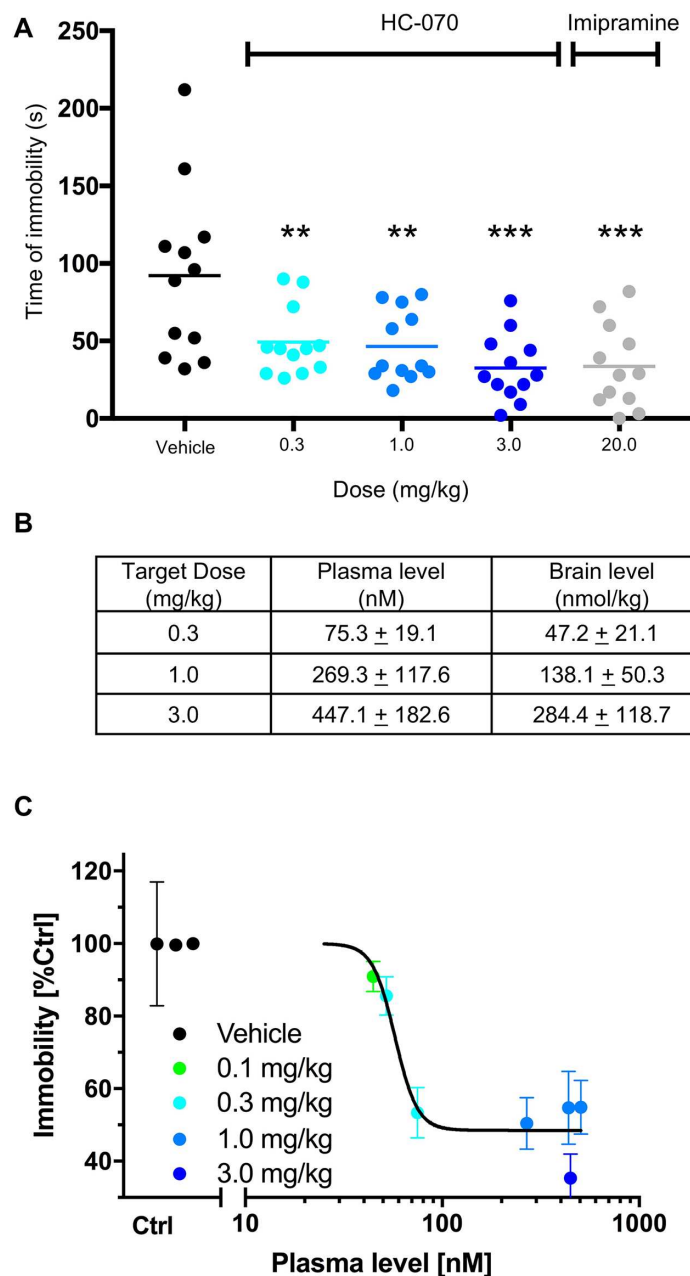 A
HC-070
Imipramine
Time of immobility (s)
250
200
150
100
50
0
**
**
***
***
Vehicle
0.3
1.0
3.0
20.0
Dose (mg/kg)
B
Target Dose (mg/kg)
Plasma level (nM)
Brain level (nmol/kg)
0.3
75.3 ± 19.1
47.2 ± 21.1
1.0
269.3 ± 117.6
138.1 ± 50.3
3.0
447.1 ± 182.6
284.4 ± 118.7
C
Immobility [%Ctrl]
120
100
80
60
40
Vehicle
0.1 mg/kg
0.3 mg/kg
1.0 mg/kg
3.0 mg/kg
Ctrl
10
100
1000
Plasma level [nM]